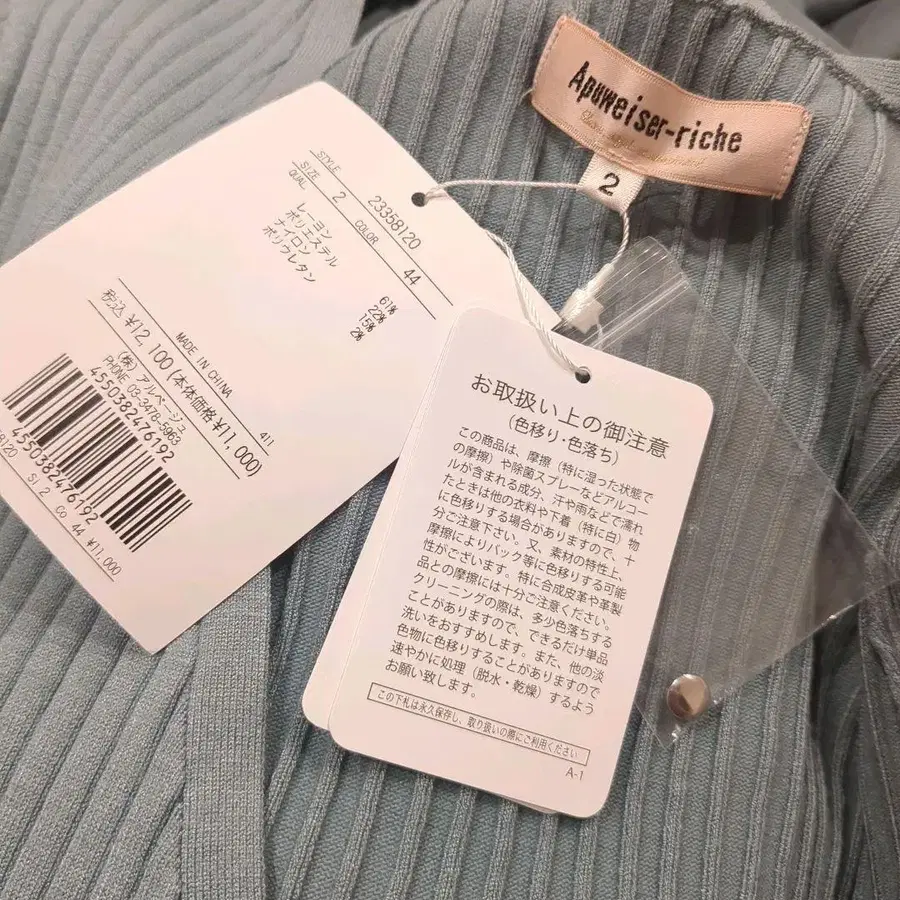 Apuweiser-riche
2
STYLE 23358120
SIZE 2 COLOR 44
QUAL
レーヨン 61%
ポリエステル 22%
ナイロン 15%
ポリウレタン 2%
MADE IN CHINA
411
税込 ¥12 100(本体価格¥11,000)
(株) アルページュ
PHONE 03-3478-5963
4550382476192
4550382476192
Si 2 Co 44 ¥11,000
お取扱い上の御注意
(色移り・色落ち)
この商品は、摩擦(特に湿った状態で
の摩擦)や除菌スプレーなどアルコー
ルが含まれる成分、汗や雨などで濡れ
たときは他の衣料や下着(特に白)物
に色移りする場合がありますので、十
分ご注意下さい。又、素材の特性上、
摩擦によりバック等に色移りする可能
性がございます。特に合成皮革や革製
品との摩擦には十分ご注意ください。
クリーニングの際は、多少色落ちする
ことがありますので、できるだけ単品
洗いをおすすめします。また、他の淡
色物に色移りすることがありますので
速やかに処理(脱水・乾燥)するよう
お願い致します。
この下札は永久保存し、取り扱いの際にご利用ください
A-1